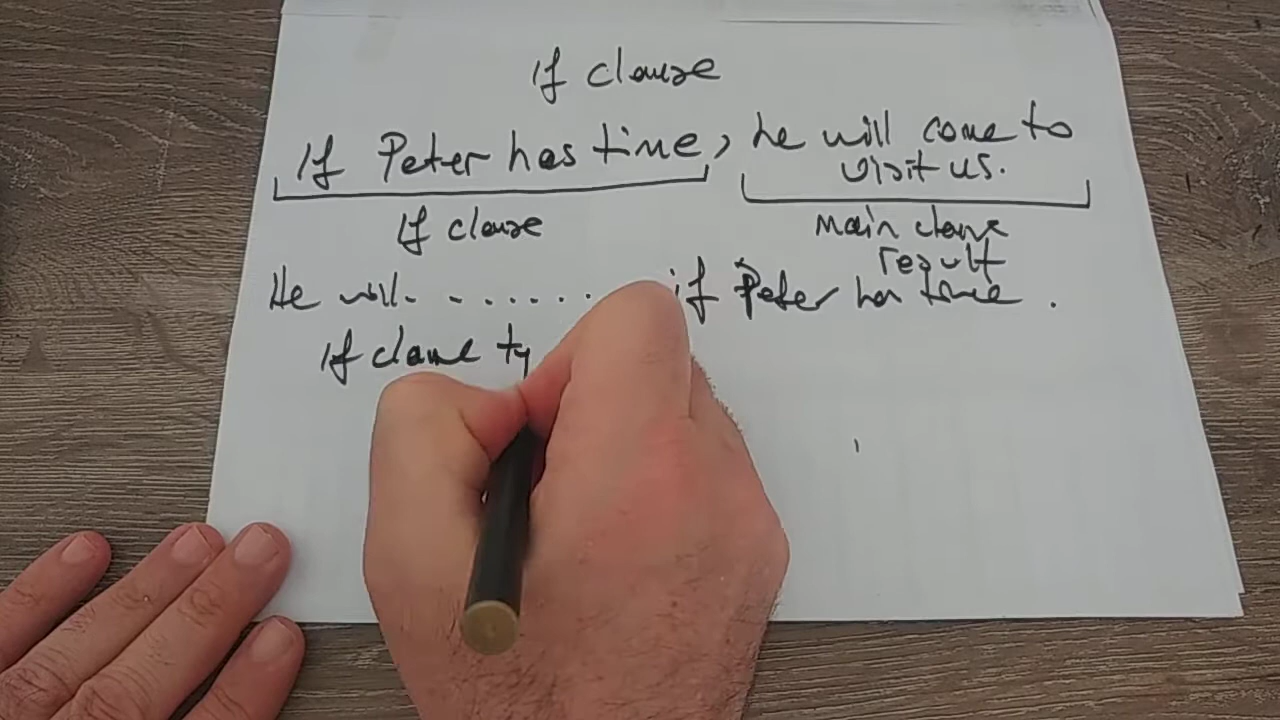 If clause
If Peter has time, he will come to
visit us.
If clause
main clause
result
He will. . . . . . . if Peter has time .
If clause ty